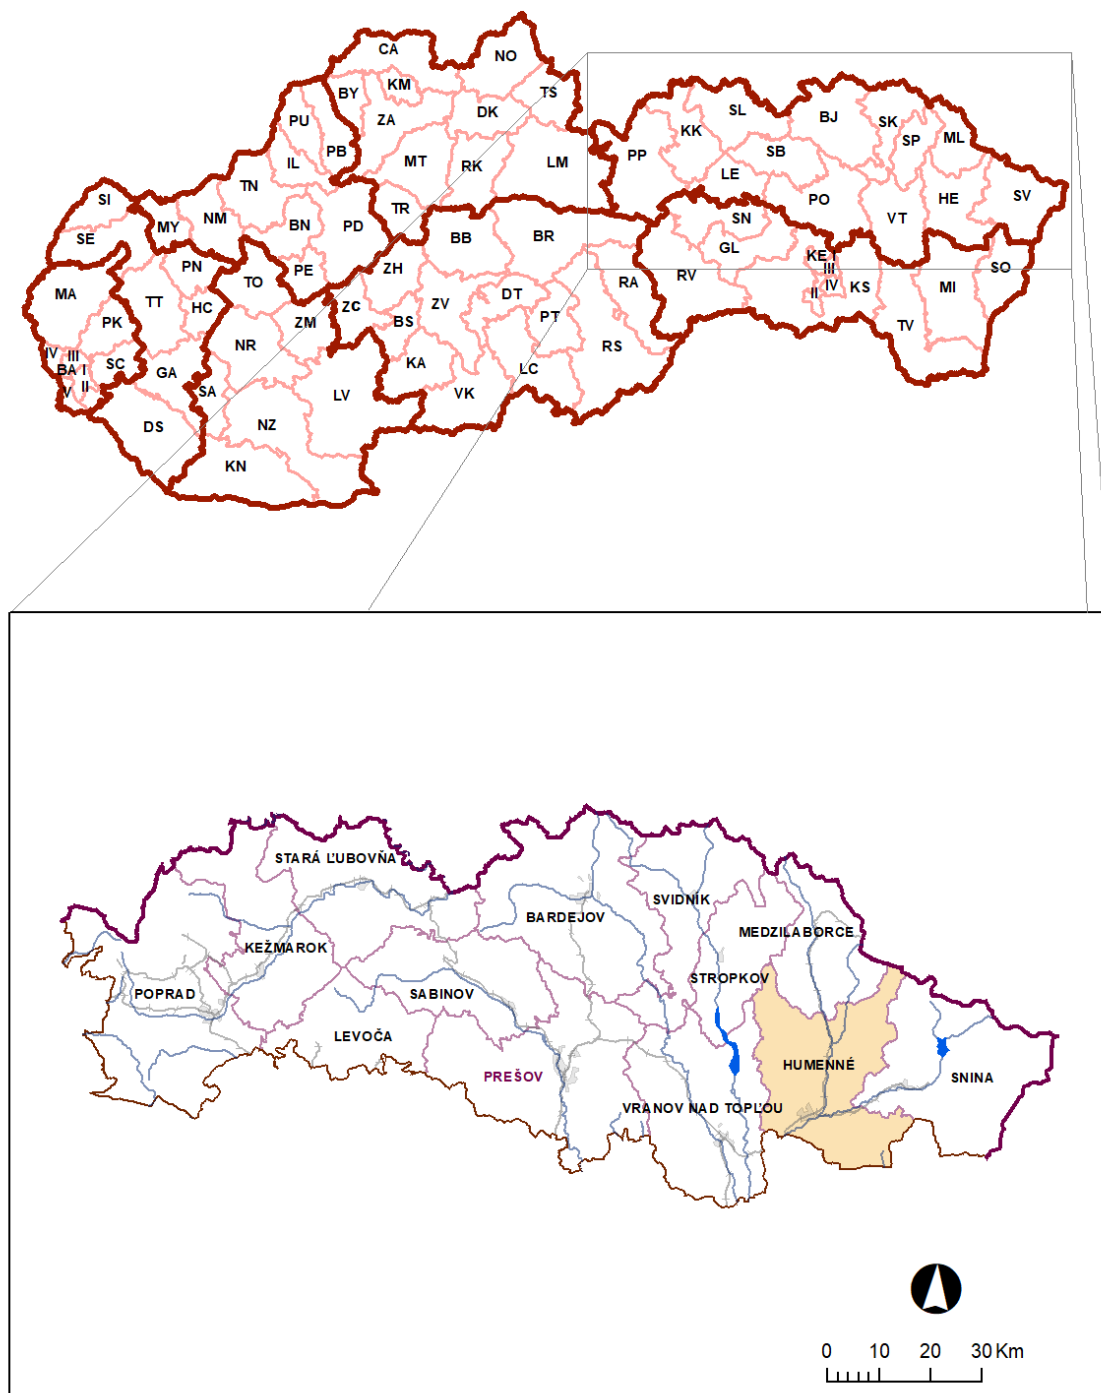 CA
NO
BY
KM
TS
PU
ZA
DK
SL
BJ
SK
KK
SP
ML
PP
SB
IL
PB
MT
RK
LM
LE
TN
PO
HE
SV
SI
MY
NM
BN
PD
TR
VT
SE
BB
BR
SN
GL
RV
KE I
III
IV
II
KS
MI
SO
PN
TO
PE
ZH
MA
TT
HC
ZM
ZC
ZV
DT
RA
PK
BS
PT
TV
IV
III
NR
RS
BA
I
SC
GA
KA
LC
V
II
SA
LV
VK
DS
NZ
KN
STARÁ ĽUBOVŇA
SVIDNÍK
BARDEJOV
MEDZILABORCE
KEŽMAROK
STROPKOV
POPRAD
SABINOV
LEVOČA
HUMENNÉ
PREŠOV
SNINA
VRANOV NAD TOPĽOU
0 10 20 30 Km